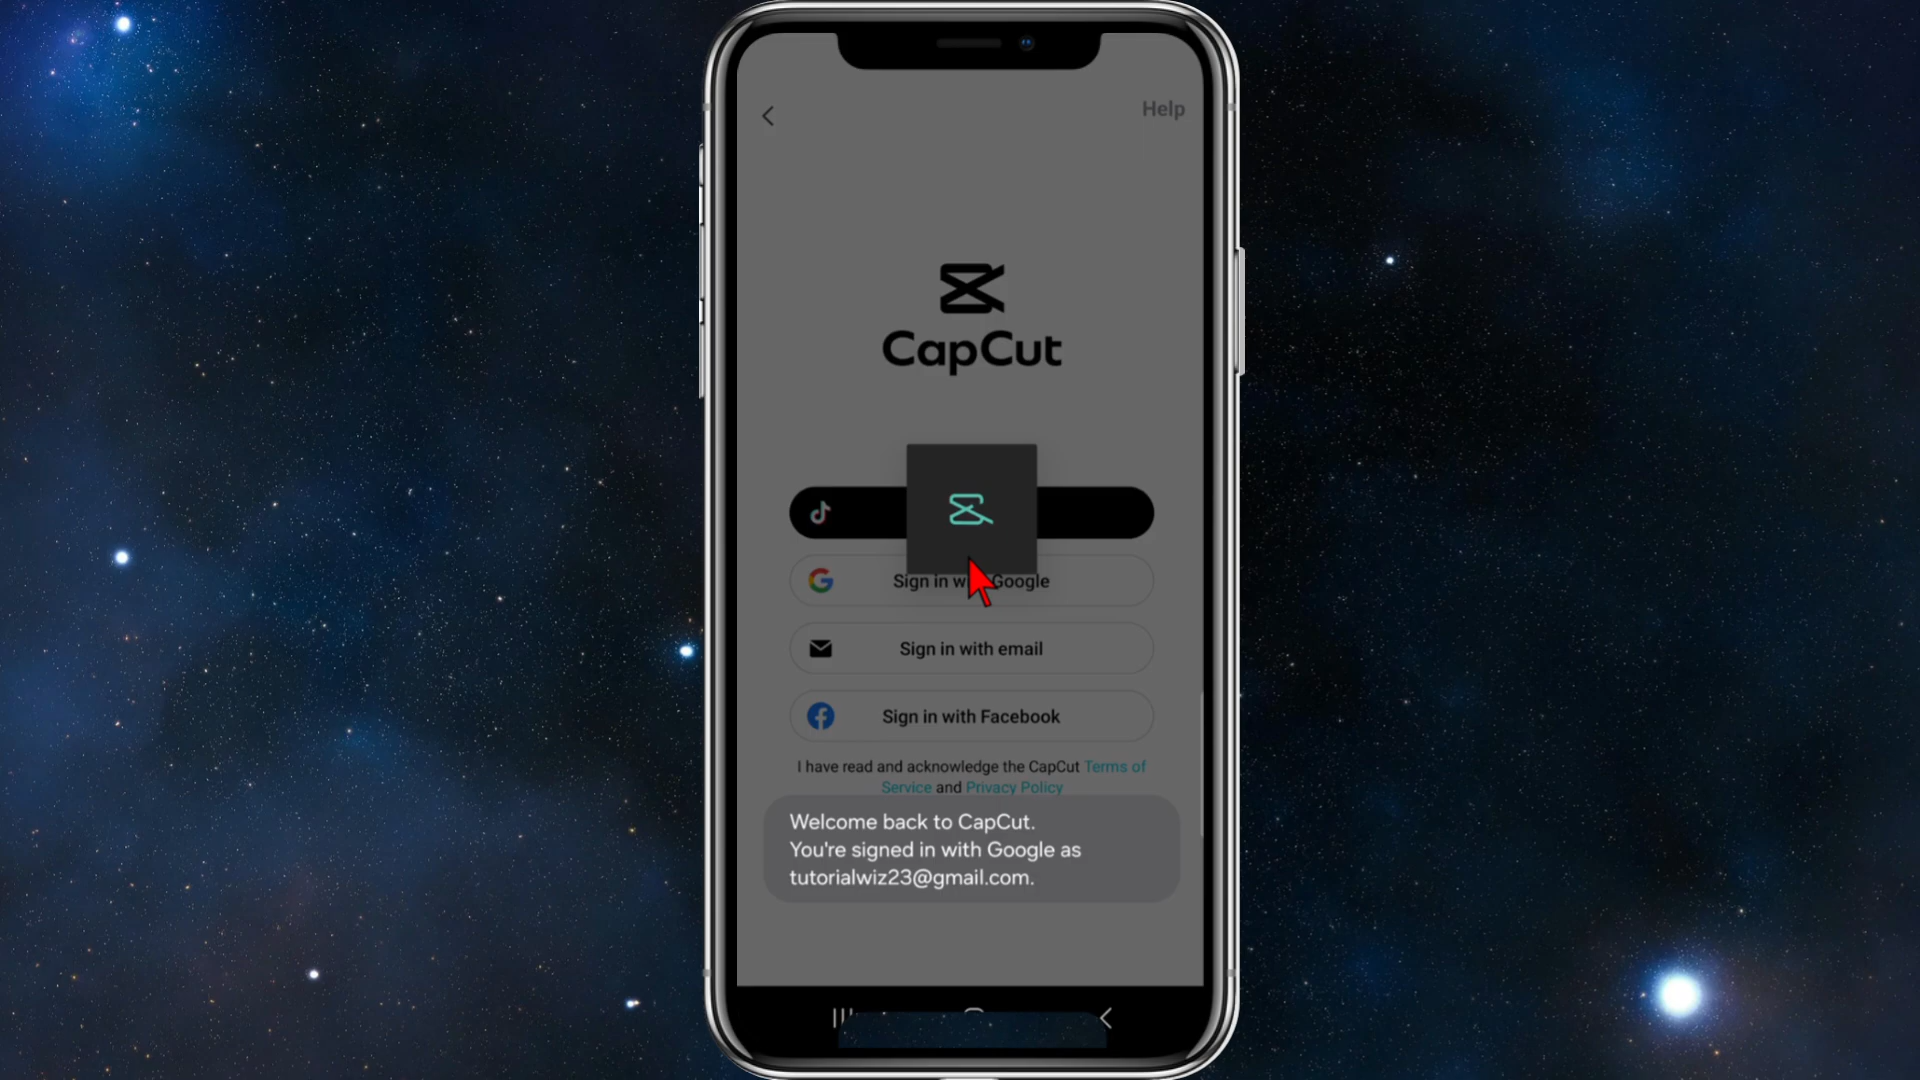 Help
CapCut
Sign in with Google
Sign in with email
Sign in with Facebook
I have read and acknowledge the CapCut Terms of
Service and Privacy Policy
Welcome back to CapCut.
You're signed in with Google as
tutorialwiz23@gmail.com.